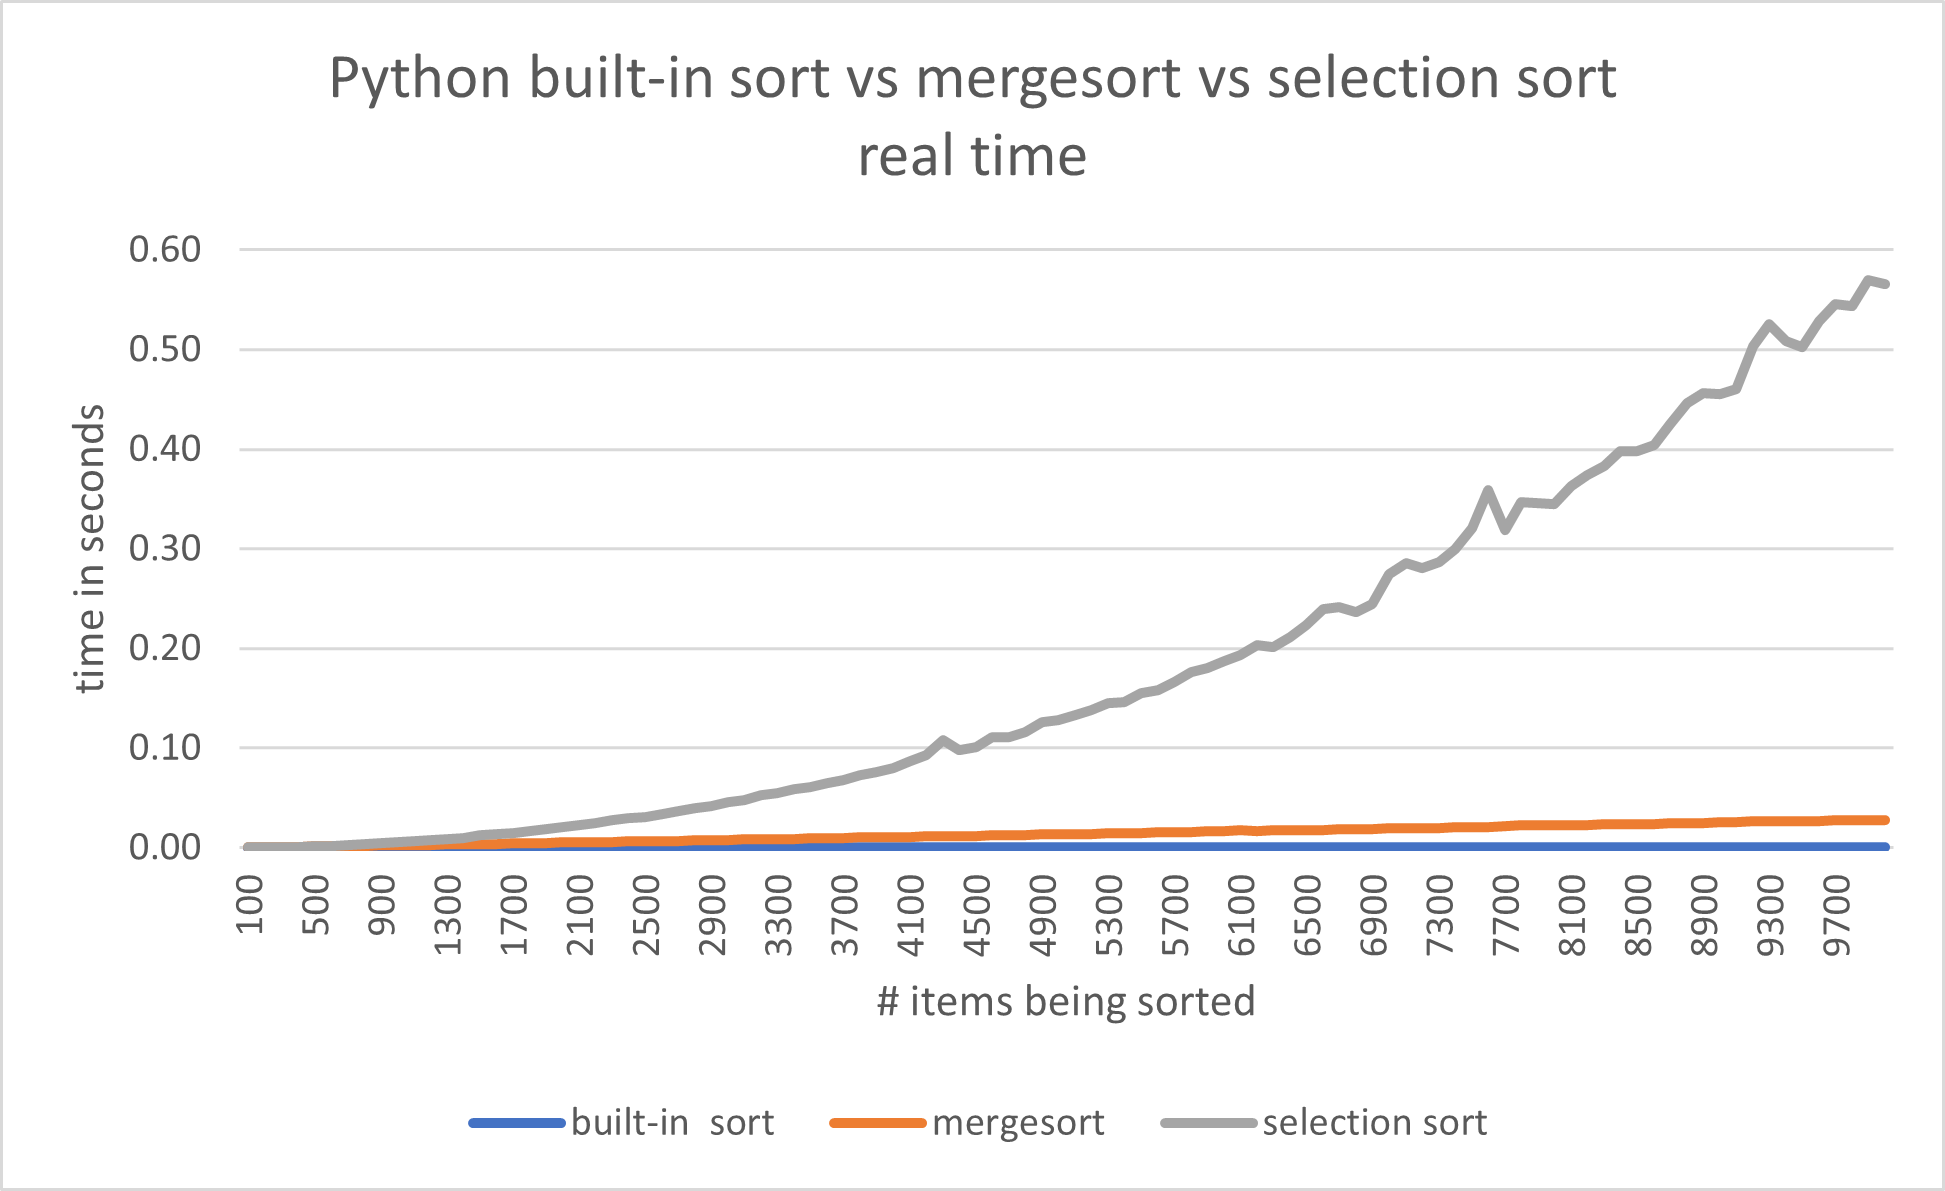 Python built-in sort vs mergesort vs selection sort
real time
0.60
0.50
0.40
0.30
0.20
0.10
0.00
time in seconds
100 500 900 1300 1700 2100 2500 2900 3300 3700 4100 4500 4900 5300 5700 6100 6500 6900 7300 7700 8100 8500 8900 9300 9700
# items being sorted
built-in  sort mergesort selection sort